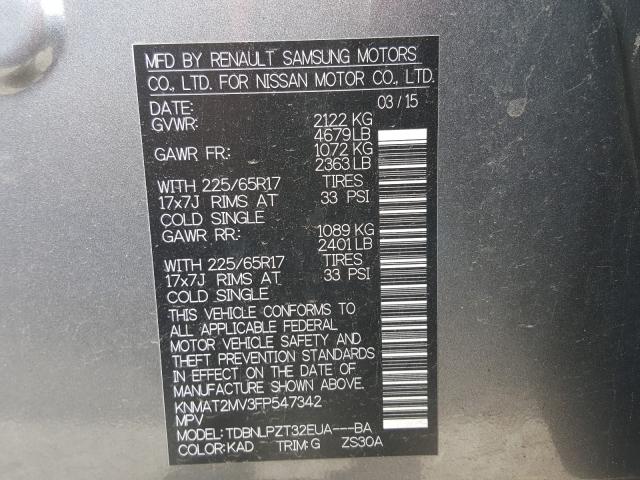 MFD BY RENAULT SAMSUNG MOTORS
CO., LTD. FOR NISSAN MOTOR CO., LTD.
DATE: 03/15
GVWR: 2122 KG
4679 LB
GAWR FR: 1072 KG
2363 LB
WITH 225/65R17 TIRES
17x7J RIMS AT 33 PSI
COLD SINGLE
GAWR RR: 1089 KG
2401 LB
WITH 225/65R17 TIRES
17x7J RIMS AT 33 PSI
COLD SINGLE
THIS VEHICLE CONFORMS TO
ALL APPLICABLE FEDERAL
MOTOR VEHICLE SAFETY AND
THEFT PREVENTION STANDARDS
IN EFFECT ON THE DATE OF
MANUFACTURE SHOWN ABOVE.
KNMAT2MV3FP547342
MPV
MODEL: TDBNLPZT32EUA---BA
COLOR: KAD TRIM: G ZS30A